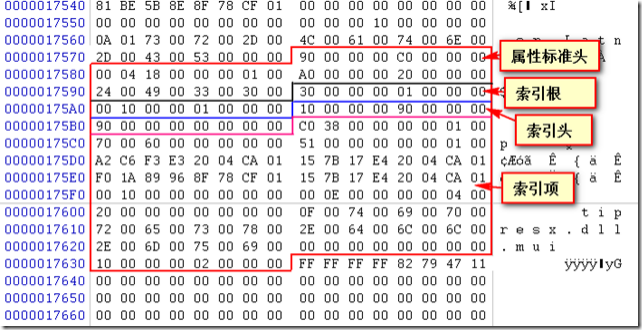 0000017540 81 BE 5B 8E 8F 78 CF 01 00 00 00 00 00 00 00 00
0000017550 00 00 00 00 00 00 00 00 00 00 00 10 00 00 00 00
0000017560 0A 01 73 00 72 00 2D 00 4C 00 61 00 74 00 6E 00
0000017570 2D 00 43 00 53 00 00 00 90 00 00 00 C0 00 00 00 属性标准头
0000017580 00 04 18 00 00 00 01 00 A0 00 00 00 20 00 00 00
0000017590 24 00 49 00 33 00 30 00 30 00 00 00 01 00 00 00 索引根
00000175A0 00 10 00 00 01 00 00 00 10 00 00 00 90 00 00 00 索引头
00000175B0 90 00 00 00 00 00 00 00 C0 38 00 00 00 00 01 00
00000175C0 70 00 60 00 00 00 00 00 51 00 00 00 00 00 01 00
00000175D0 A2 C6 F3 E3 20 04 CA 01 15 7B 17 E4 20 04 CA 01
00000175E0 F0 1A 89 96 8F 78 CF 01 15 7B 17 E4 20 04 CA 01 索引项
00000175F0 00 10 00 00 00 00 00 00 00 0E 00 00 00 00 04 00
0000017600 20 00 00 00 00 00 00 00 0F 00 74 00 69 00 70 00 t i p
0000017610 72 00 65 00 73 00 78 00 2E 00 64 00 6C 00 6C 00 r e s x . d l l
0000017620 2E 00 6D 00 75 00 69 00 00 00 00 00 00 00 00 00 . m u i
0000017630 10 00 00 00 02 00 00 00 FF FF FF FF 82 79 47 11 ÿÿÿÿ yG
0000017640 00 00 00 00 00 00 00 00 00 00 00 00 00 00 00 00
0000017650 00 00 00 00 00 00 00 00 00 00 00 00 00 00 00 00
0000017660 00 00 00 00 00 00 00 00 00 00 00 00 00 00 00 00